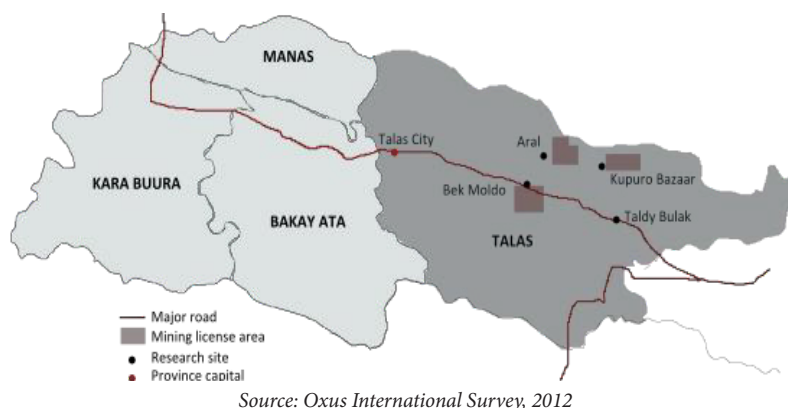 MANAS
Talas City
Aral
KARA BUURA
Kupuro Bazaar
Bek Moldo
BAKAY ATA
Taldy Bulak
TALAS
Major road
Mining license area
Research site
Province capital
Source: Oxus International Survey, 2012